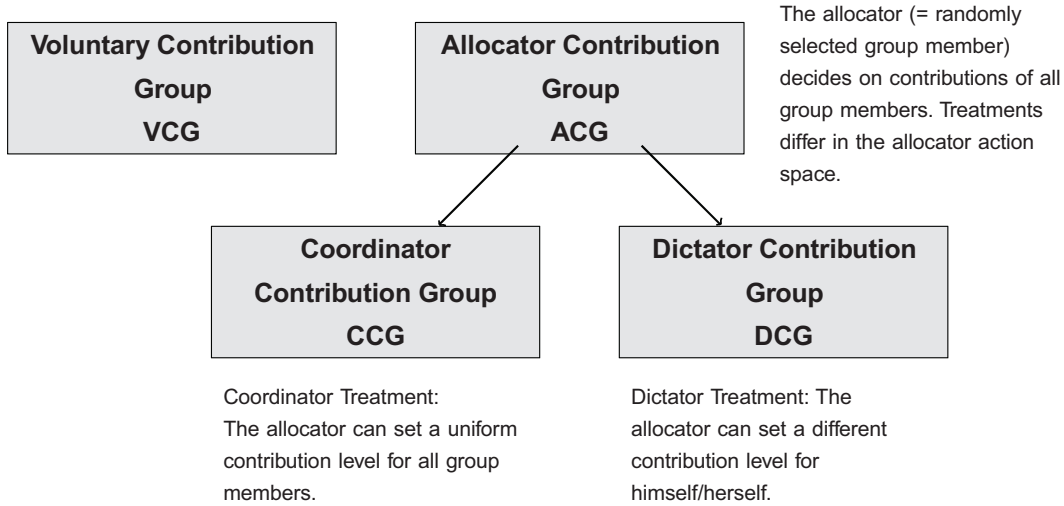 Voluntary Contribution
Group
VCG
Allocator Contribution
Group
ACG
The allocator (= randomly
selected group member)
decides on contributions of all
group members. Treatments
differ in the allocator action
space.
Coordinator
Contribution Group
CCG
Dictator Contribution
Group
DCG
Coordinator Treatment:
The allocator can set a uniform
contribution level for all group
members.
Dictator Treatment: The
allocator can set a different
contribution level for
himself/herself.